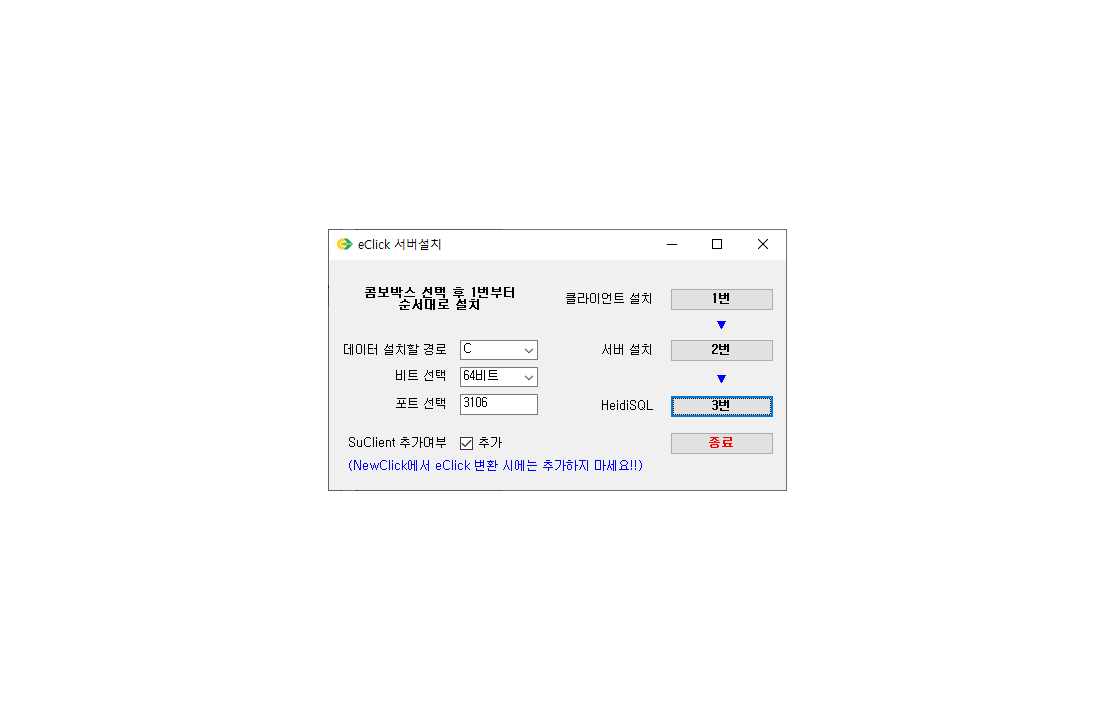 eClick 서버설치
콤보박스 선택 후 1번부터
순서대로 설치
클라이언트 설치
1번
▼
데이터 설치할 경로
C
서버 설치
2번
▼
비트 선택
64비트
포트 선택
3106
HeidiSQL
3번
SuClient 추가여부
추가
종료
(NewClick에서 eClick 변환 시에는 추가하지 마세요!!)